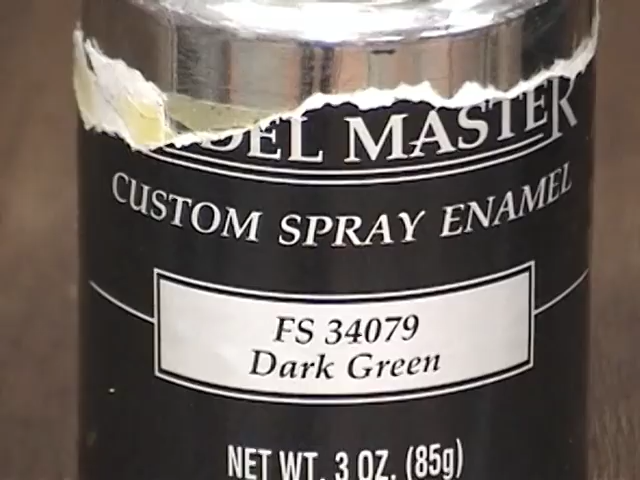 DEL MASTER
CUSTOM SPRAY ENAMEL
FS 34079
Dark Green
NET WT. 3 OZ. (85g)